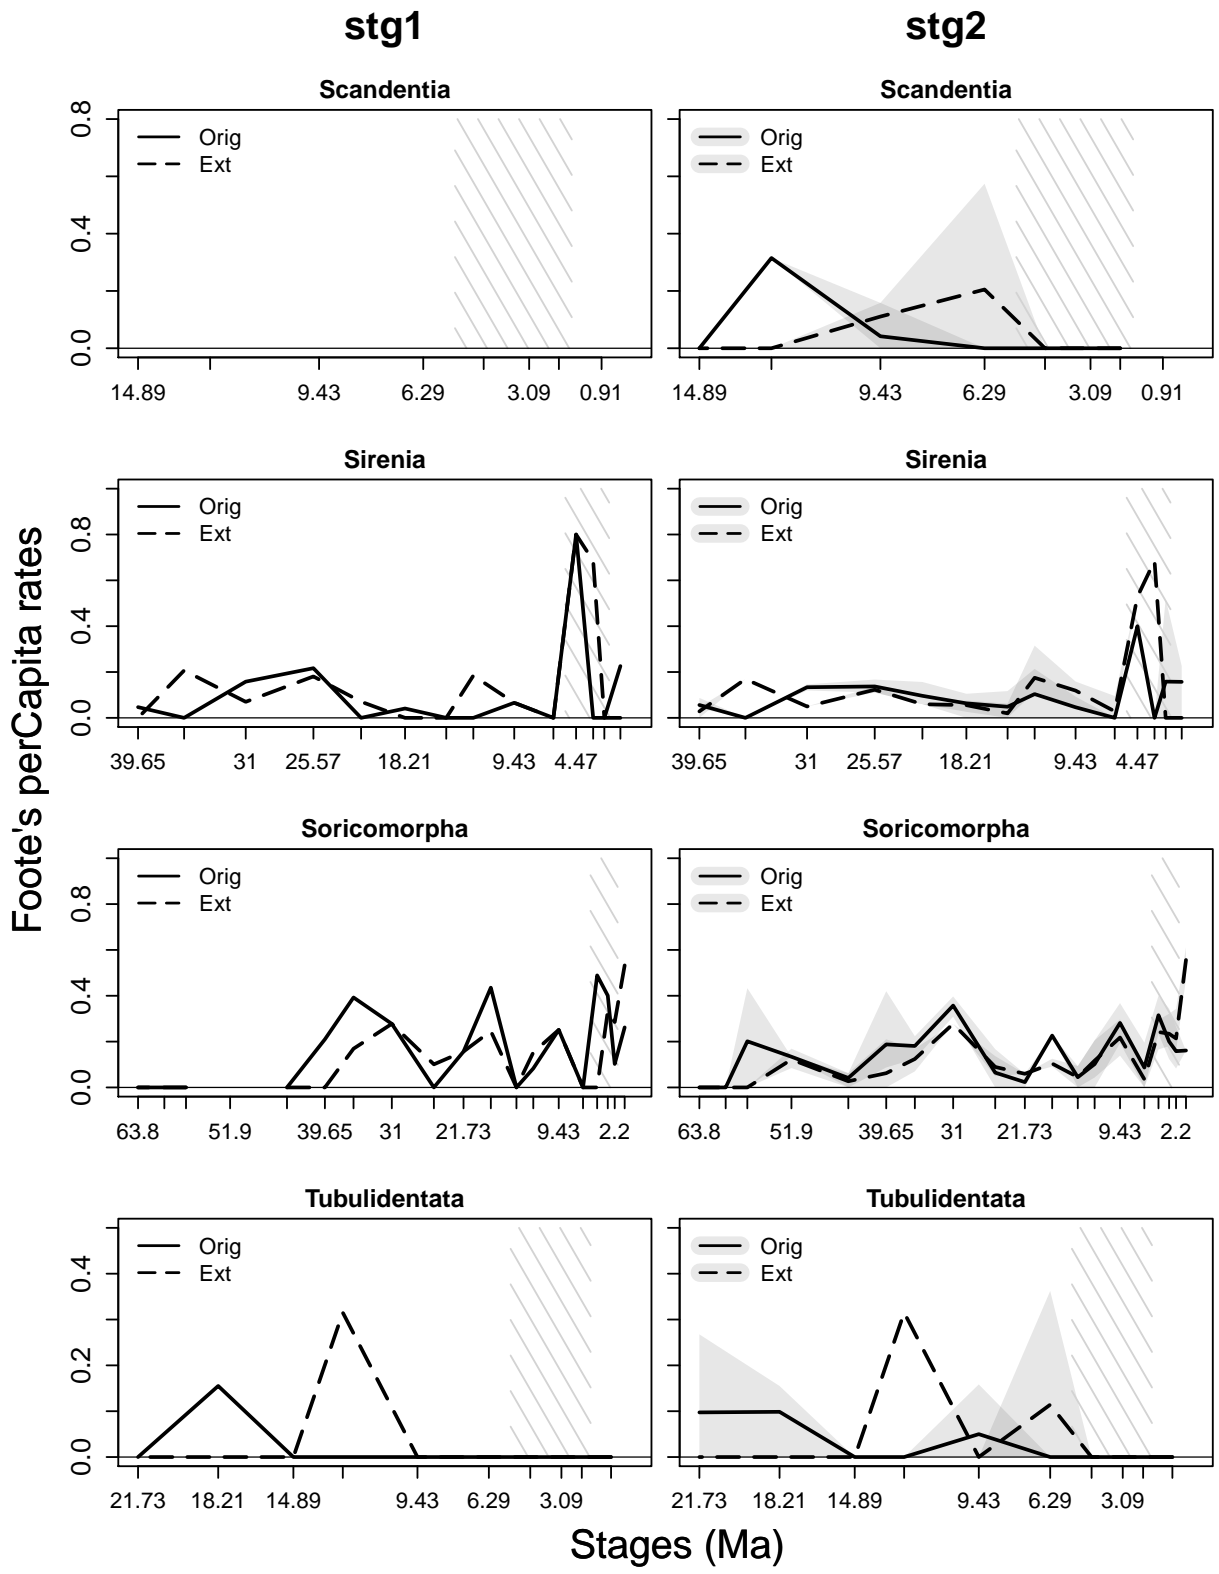 stg1 stg2
Scandentia Scandentia
0.0 0.4 0.8
Orig Orig
Ext Ext
14.89 9.43 6.29 3.09 0.91 14.89 9.43 6.29 3.09 0.91
Sirenia Sirenia
0.0 0.4 0.8
Orig Orig
Ext Ext
39.65 31 25.57 18.21 9.43 4.47 39.65 31 25.57 18.21 9.43 4.47
Foote's perCapita rates
Soricomorpha Soricomorpha
0.0 0.4 0.8
Orig Orig
Ext Ext
63.8 51.9 39.65 31 21.73 9.43 2.2 63.8 51.9 39.65 31 21.73 9.43 2.2
Tubulidentata Tubulidentata
0.0 0.2 0.4
Orig Orig
Ext Ext
21.73 18.21 14.89 9.43 6.29 3.09 21.73 18.21 14.89 9.43 6.29 3.09
Stages (Ma)